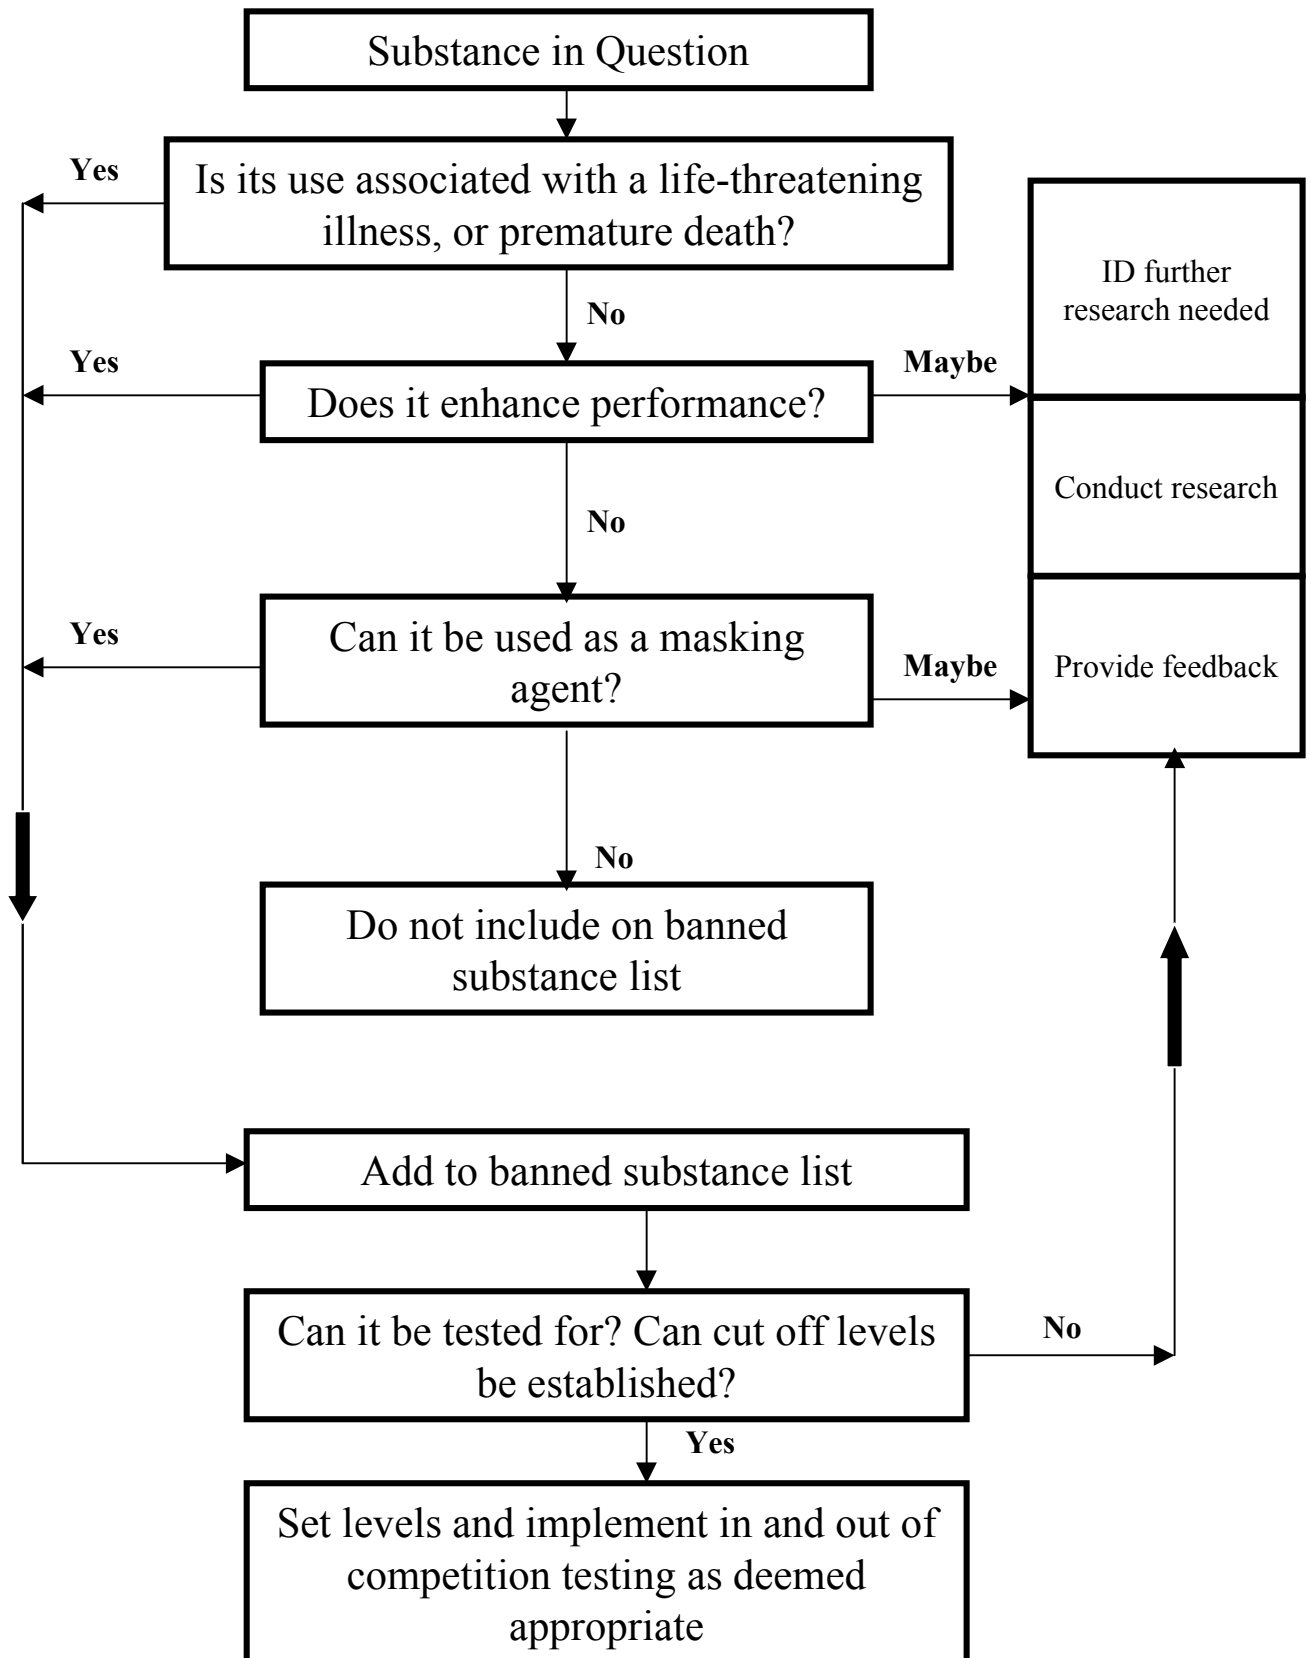 Substance in Question
Yes
Is its use associated with a life-threatening
illness, or premature death?
ID further
research needed
No
Yes
Does it enhance performance?
Maybe
Conduct research
No
Yes
Can it be used as a masking
agent?
Maybe
Provide feedback
No
Do not include on banned
substance list
Add to banned substance list
Can it be tested for? Can cut off levels
be established?
No
Yes
Set levels and implement in and out of
competition testing as deemed
appropriate